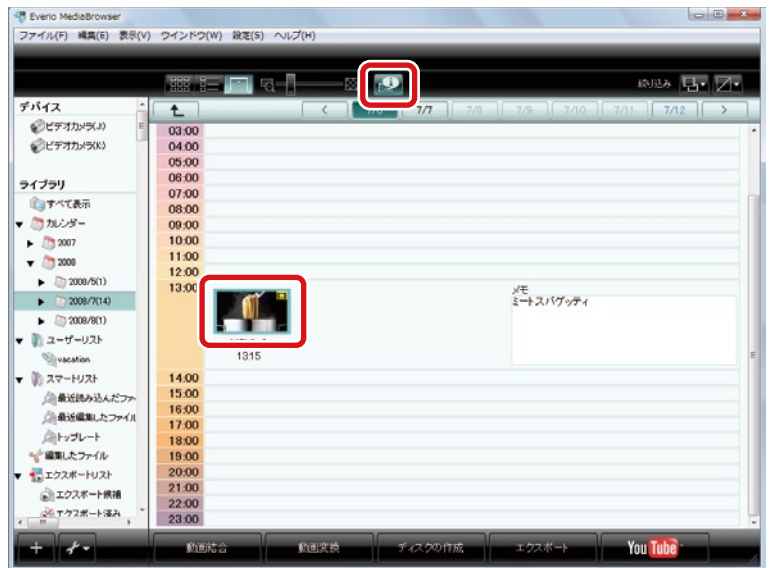 Everio MediaBrowser
ファイル(F) 編集(E) 表示(V) ウインドウ(W) 設定(S) ヘルプ(H)
絞り込み
デバイス
ビデオカメラ(J)
ビデオカメラ(K)
ライブラリ
すべて表示
カレンダー
2007
2008
2008/5(1)
2008/7(14)
2008/8(1)
ユーザーリスト
vacation
スマートリスト
最近読み込んだファ
最近編集したファイル
トップレート
編集したファイル
エクスポートリスト
エクスポート候補
エクスポート済み
7/7 7/8 7/9 7/10 7/11 7/12
03:00
04:00
05:00
06:00
07:00
08:00
09:00
10:00
11:00
12:00
13:00
メモ
ミートスパゲッティ
13:15
14:00
15:00
16:00
17:00
18:00
19:00
20:00
21:00
22:00
23:00
動画結合 動画変換 ディスクの作成 エクスポート YouTube